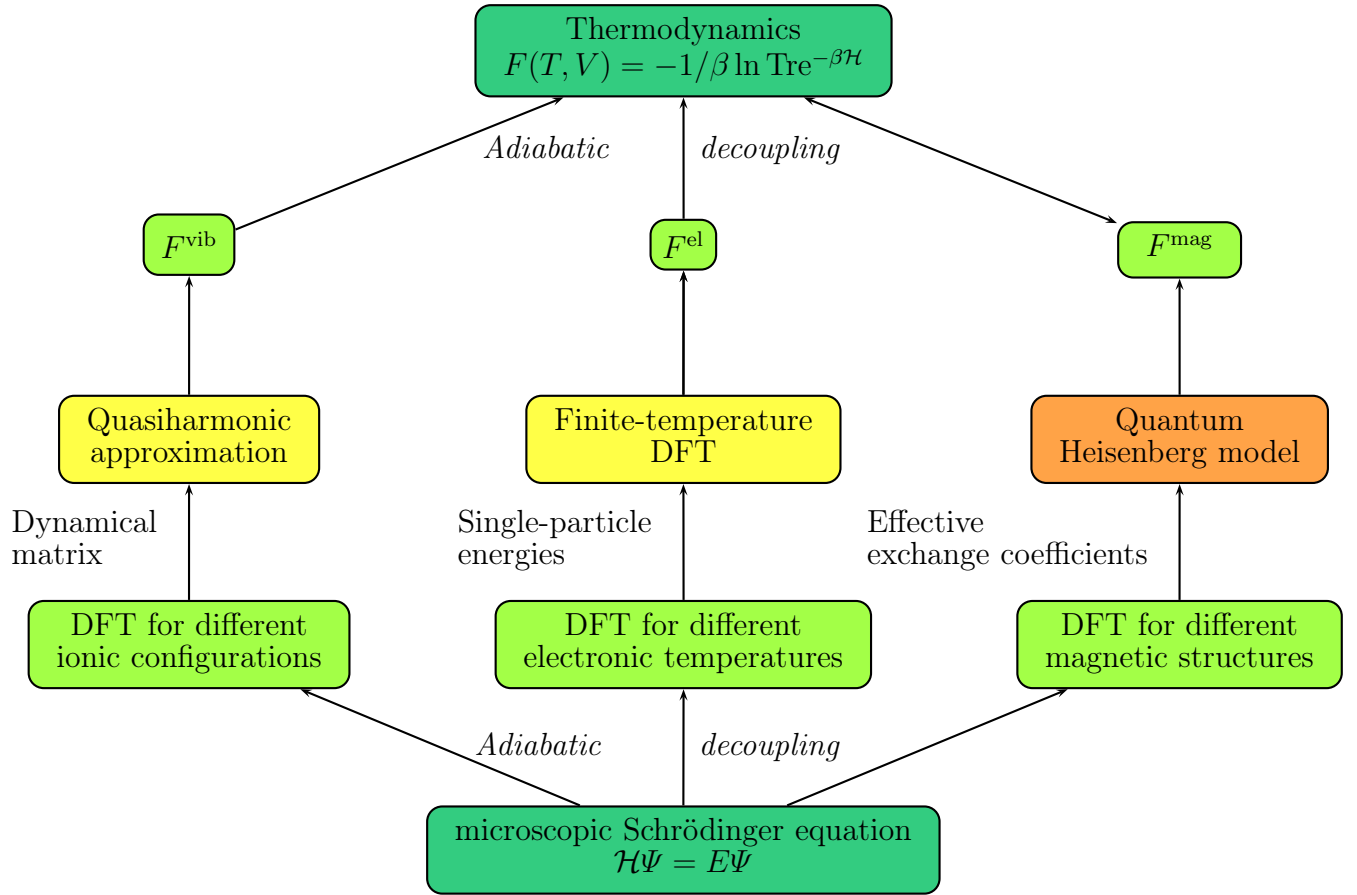 Thermodynamics
F(T, V) = −1/β ln Tre^{−βℋ}
Adiabatic decoupling
F^{vib}
F^{el}
F^{mag}
Quasiharmonic
approximation
Finite-temperature
DFT
Quantum
Heisenberg model
Dynamical
matrix
Single-particle
energies
Effective
exchange coefficients
DFT for different
ionic configurations
DFT for different
electronic temperatures
DFT for different
magnetic structures
Adiabatic decoupling
microscopic Schrödinger equation
ℋΨ = EΨ